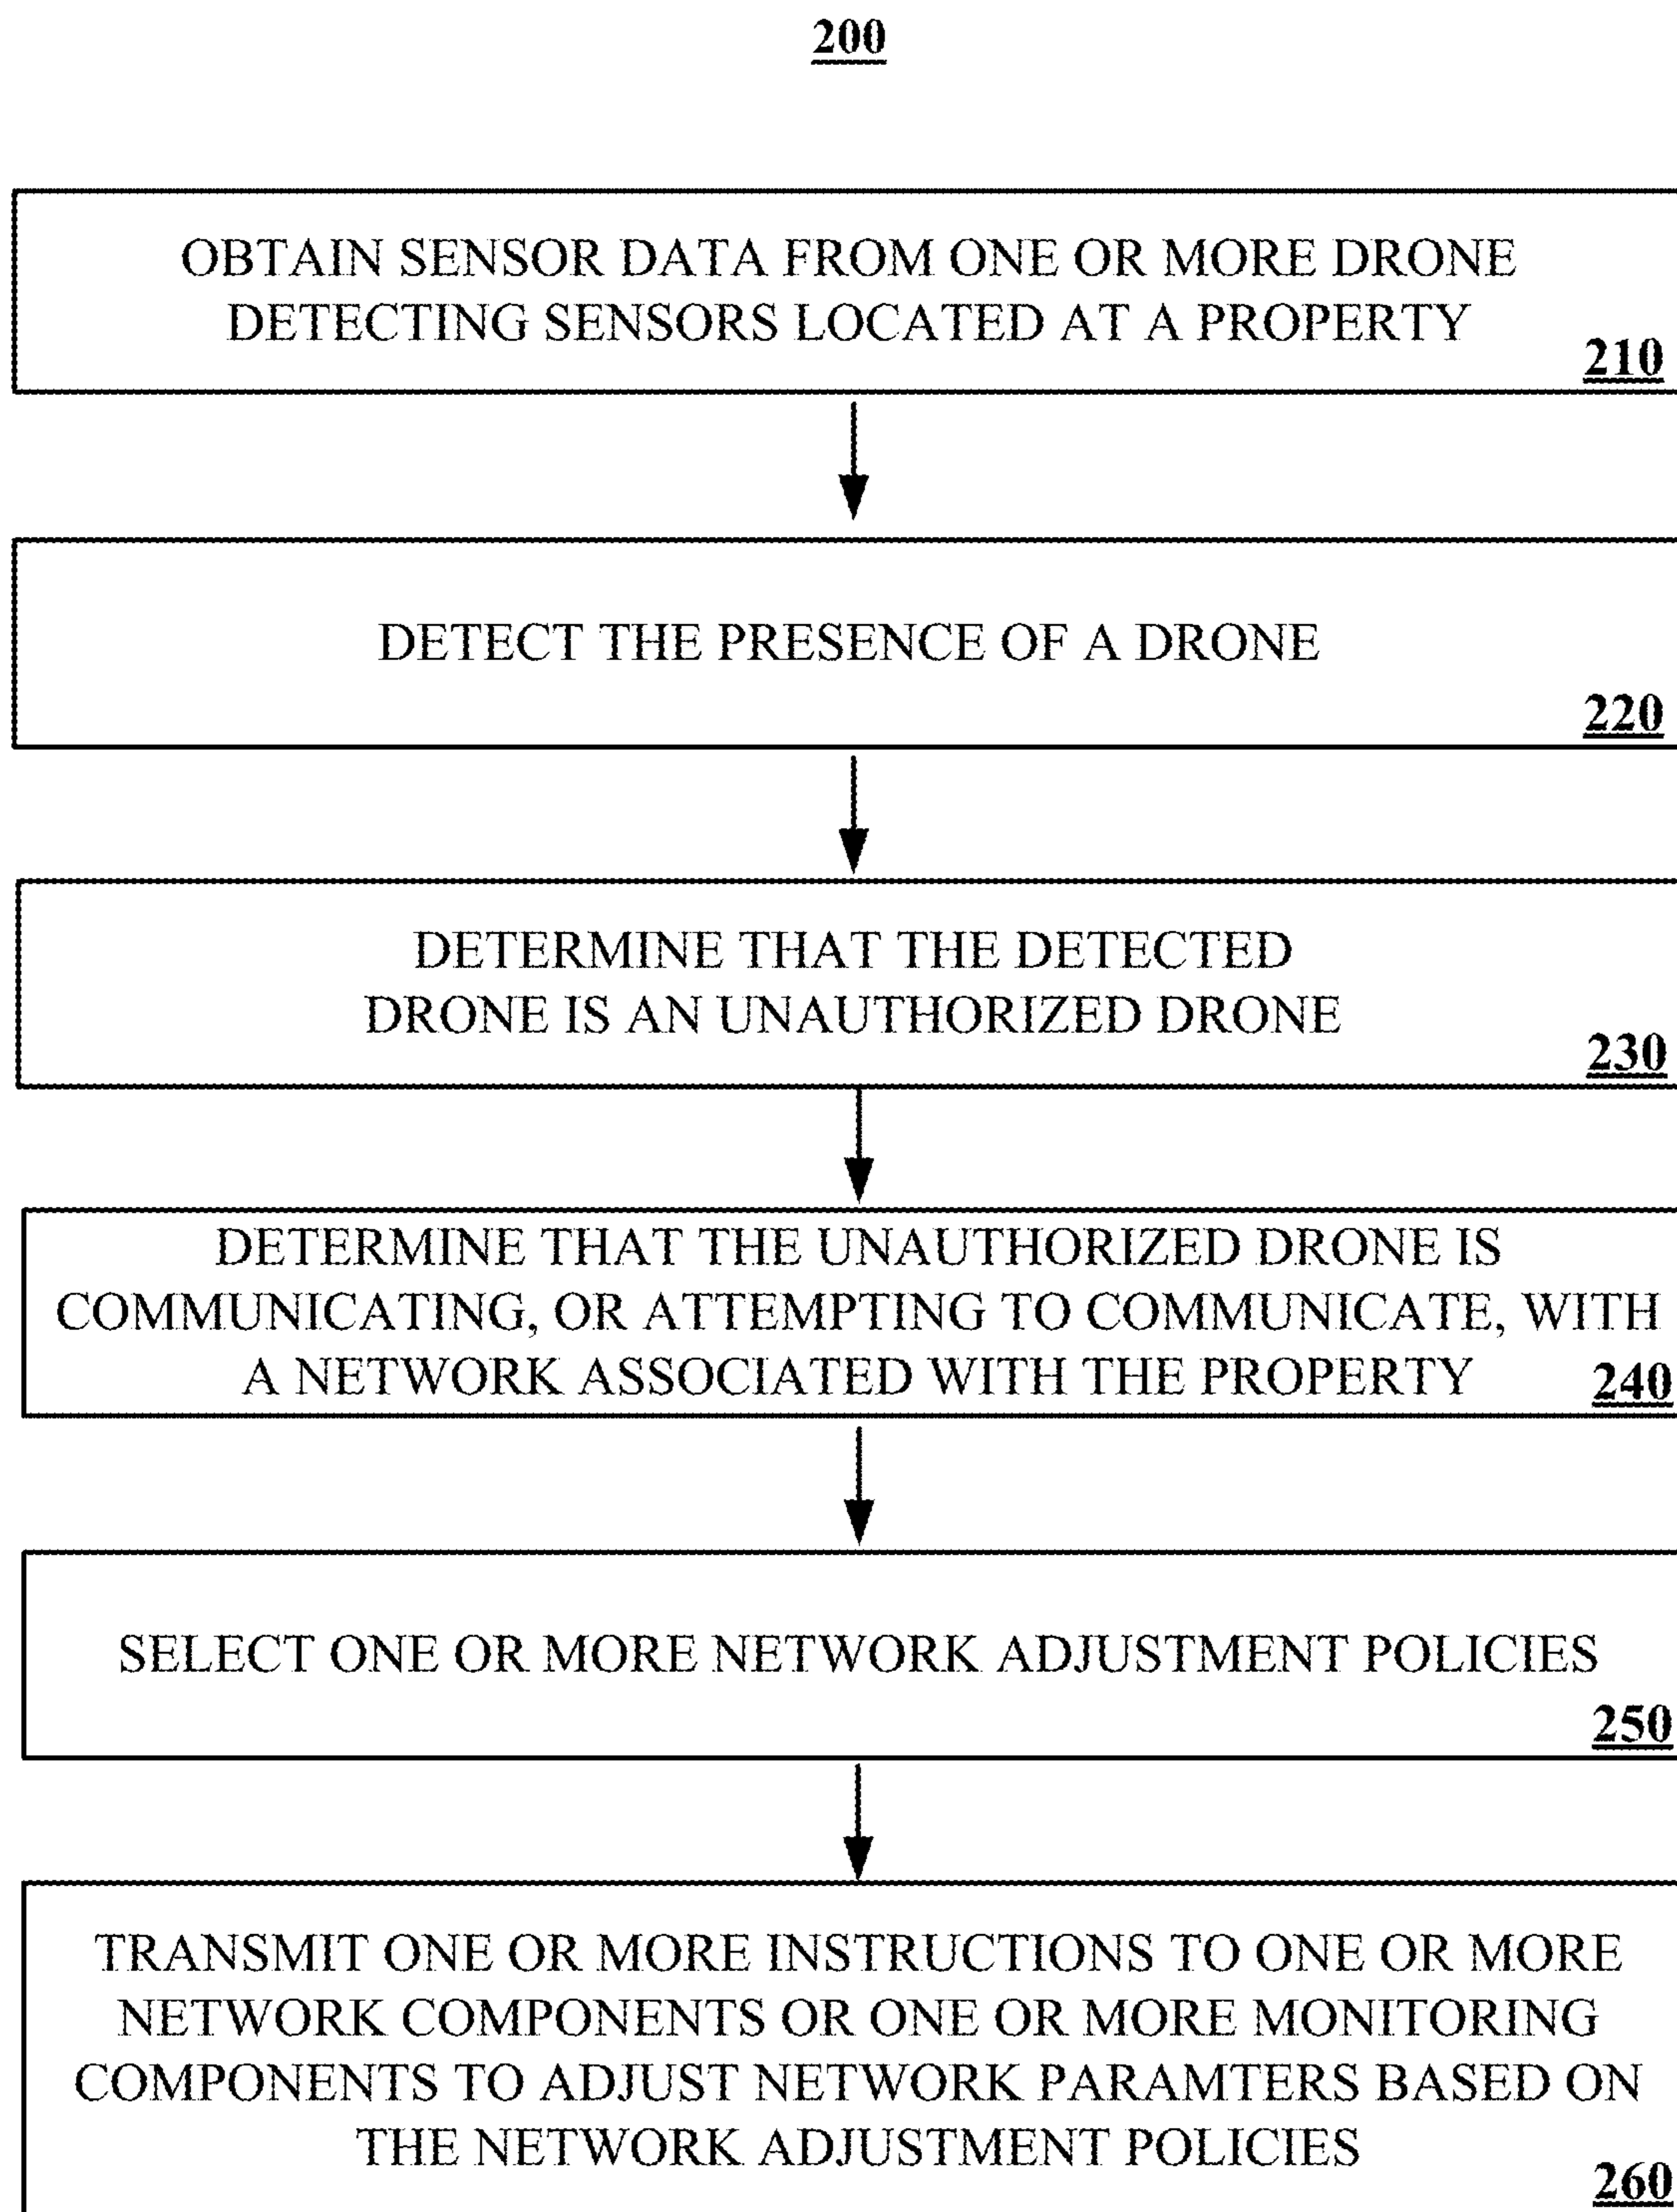 200
OBTAIN SENSOR DATA FROM ONE OR MORE DRONE
DETECTING SENSORS LOCATED AT A PROPERTY
210
DETECT THE PRESENCE OF A DRONE
220
DETERMINE THAT THE DETECTED
DRONE IS AN UNAUTHORIZED DRONE
230
DETERMINE THAT THE UNAUTHORIZED DRONE IS
COMMUNICATING, OR ATTEMPTING TO COMMUNICATE, WITH
A NETWORK ASSOCIATED WITH THE PROPERTY 240
SELECT ONE OR MORE NETWORK ADJUSTMENT POLICIES
250
TRANSMIT ONE OR MORE INSTRUCTIONS TO ONE OR MORE
NETWORK COMPONENTS OR ONE OR MORE MONITORING
COMPONENTS TO ADJUST NETWORK PARAMTERS BASED ON
THE NETWORK ADJUSTMENT POLICIES
260